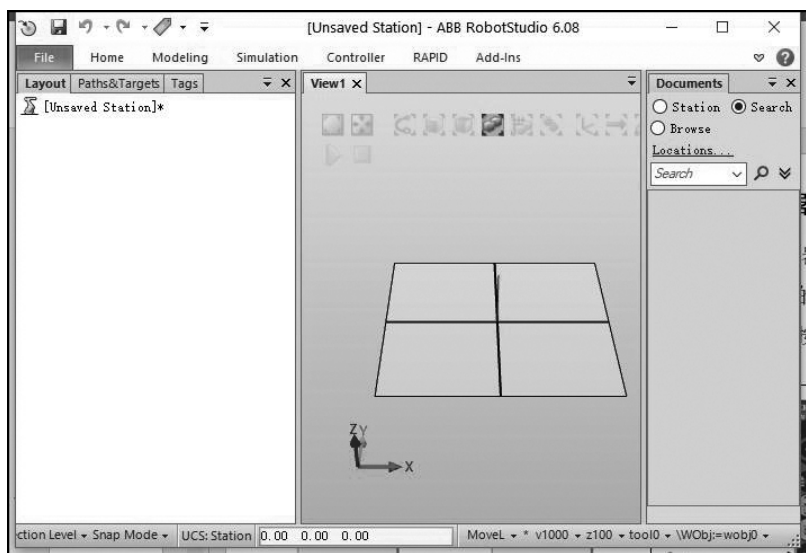 [Unsaved Station] - ABB RobotStudio 6.08
File Home Modeling Simulation Controller RAPID Add-Ins
Layout Paths&Targets Tags
[Unsaved Station]*
View1
Documents
Station Search
Browse
Locations...
Search
Z Y
X
ction Level Snap Mode UCS: Station 0.00 0.00 0.00 MoveL * v1000 z100 tool0 \WObj:=wobj0